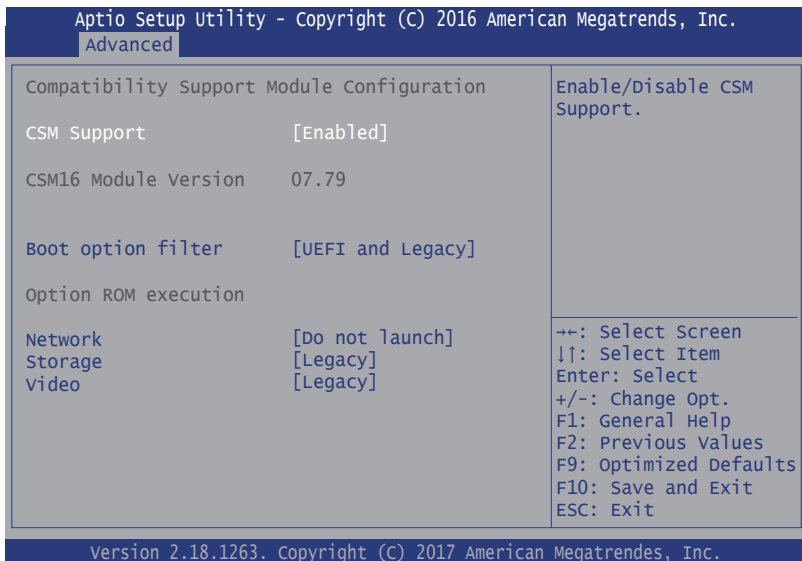 Aptio Setup Utility - Copyright (C) 2016 American Megatrends, Inc.
Advanced
Compatibility Support Module Configuration
CSM Support [Enabled]
CSM16 Module Version 07.79
Boot option filter [UEFI and Legacy]
Option ROM execution
Network [Do not launch]
Storage [Legacy]
Video [Legacy]
Enable/Disable CSM
Support.
→←: Select Screen
↓↑: Select Item
Enter: Select
+/-: Change Opt.
F1: General Help
F2: Previous Values
F9: Optimized Defaults
F10: Save and Exit
ESC: Exit
Version 2.18.1263. Copyright (C) 2017 American Megatrendes, Inc.